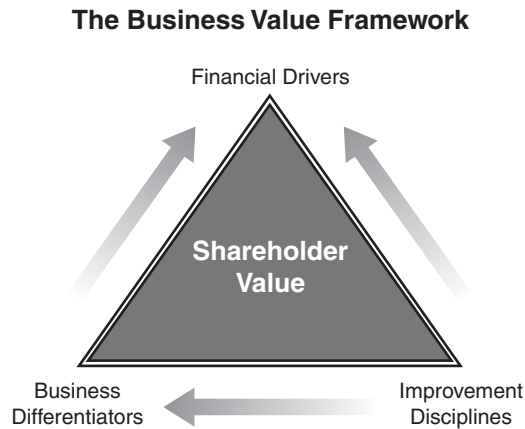 The Business Value Framework
Financial Drivers
Shareholder
Value
Business
Differentiators
Improvement
Disciplines